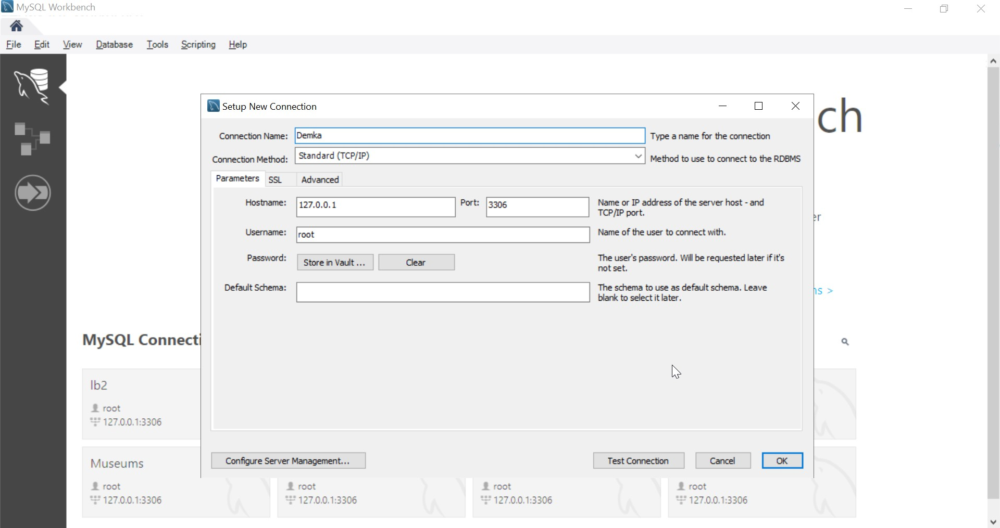 MySQL Workbench
File Edit View Database Tools Scripting Help
ch
Setup New Connection
Connection Name: Demka Type a name for the connection
Connection Method: Standard (TCP/IP) Method to use to connect to the RDBMS
Parameters SSL Advanced
Hostname: 127.0.0.1 Port: 3306 Name or IP address of the server host - and
TCP/IP port.
Username: root Name of the user to connect with.
Password: Store in Vault ... Clear The user's password. Will be requested later if it's
not set.
Default Schema: The schema to use as default schema. Leave
blank to select it later.
er
ns >
MySQL Connecti
lb2
root
127.0.0.1:3306
Configure Server Management... Test Connection Cancel OK
Museums
root root root root
127.0.0.1:3306 127.0.0.1:3306 127.0.0.1:3306 127.0.0.1:3306